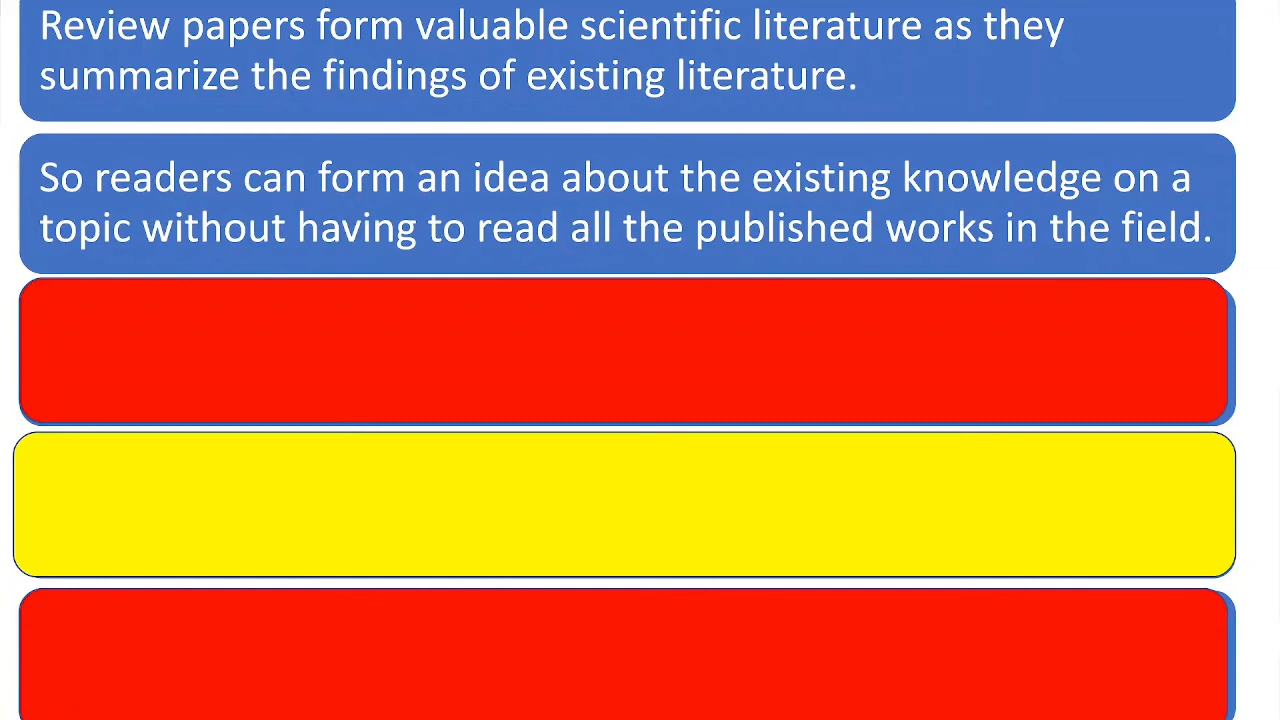 Review papers form valuable scientific literature as they
summarize the findings of existing literature.
So readers can form an idea about the existing knowledge on a
topic without having to read all the published works in the field.